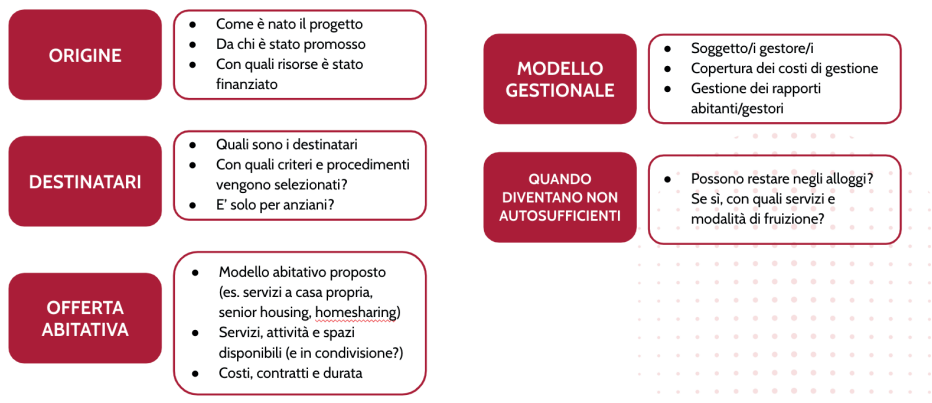 ORIGINE
● Come è nato il progetto
● Da chi è stato promosso
● Con quali risorse è stato
finanziato
DESTINATARI
● Quali sono i destinatari
● Con quali criteri e procedimenti
vengono selezionati?
● E' solo per anziani?
OFFERTA
ABITATIVA
● Modello abitativo proposto
(es. servizi a casa propria,
senior housing, homesharing)
● Servizi, attività e spazi
disponibili (e in condivisione?)
● Costi, contratti e durata
MODELLO
GESTIONALE
● Soggetto/i gestore/i
● Copertura dei costi di gestione
● Gestione dei rapporti
abitanti/gestori
QUANDO
DIVENTANO NON
AUTOSUFFICIENTI
● Possono restare negli alloggi?
Se sì, con quali servizi e
modalità di fruizione?